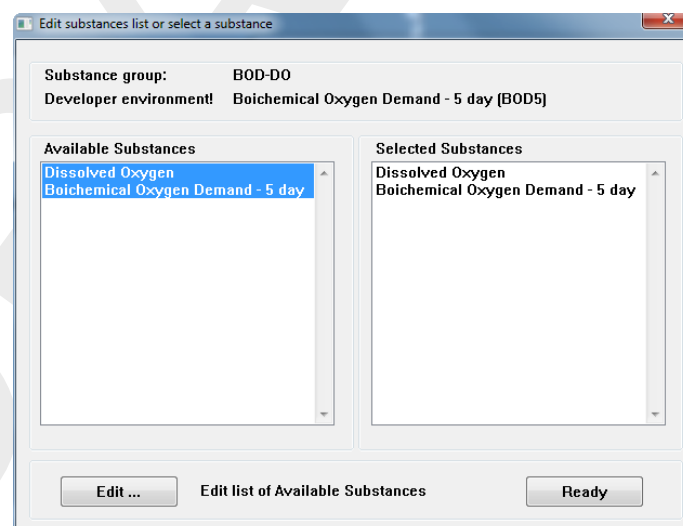 Edit substances list or select a substance
Substance group: BOD-DO
Developer environment! Boichemical Oxygen Demand - 5 day (BOD5)
Available Substances
Dissolved Oxygen
Boichemical Oxygen Demand - 5 day
Selected Substances
Dissolved Oxygen
Boichemical Oxygen Demand - 5 day
Edit ... Edit list of Available Substances Ready